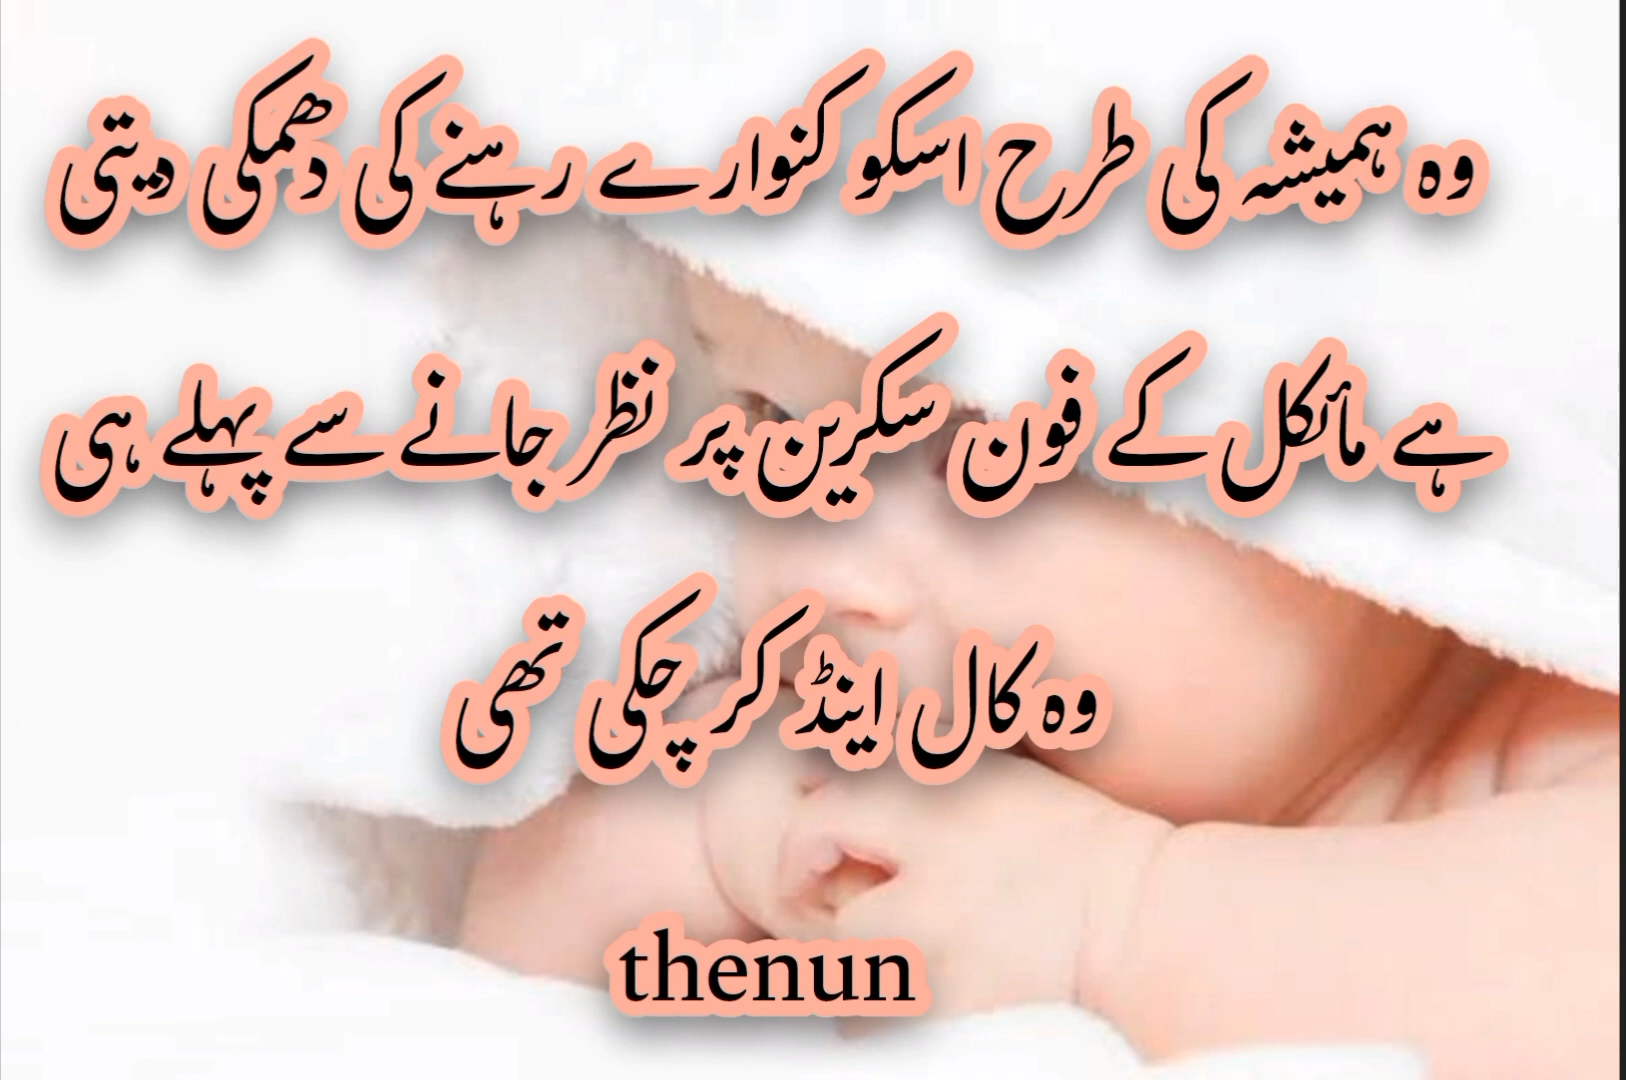 وہ ہمیشہ کی طرح اسکو کنوارے رہنے کی دھمکی دیتی
ہے مائکل کے فون سکرین پر نظر جانے سے پہلے ہی
وہ کال اینڈ کر چکی تھی
thenun